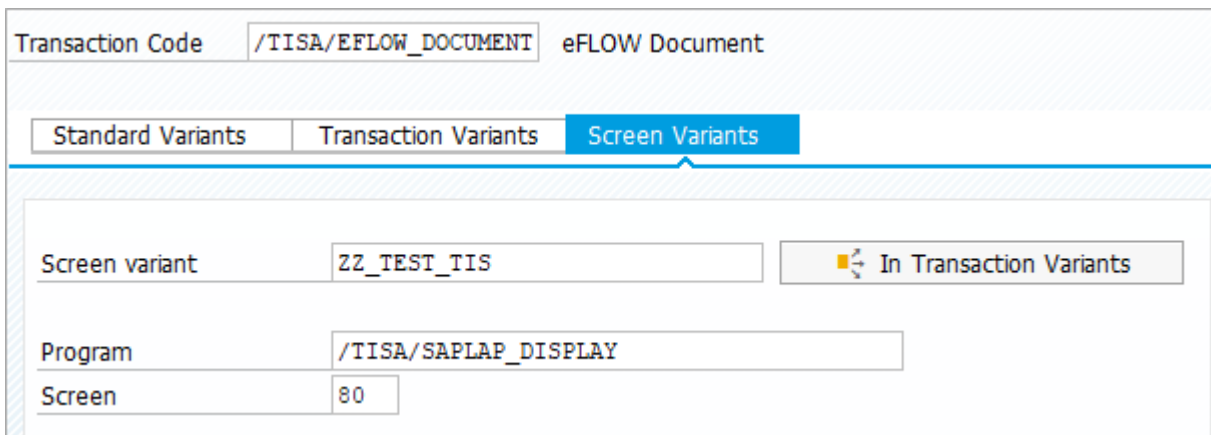 Transaction Code /TISA/EFLOW_DOCUMENT eFLOW Document
Standard Variants Transaction Variants Screen Variants
Screen variant ZZ_TEST_TIS In Transaction Variants
Program /TISA/SAPLAP_DISPLAY
Screen 80